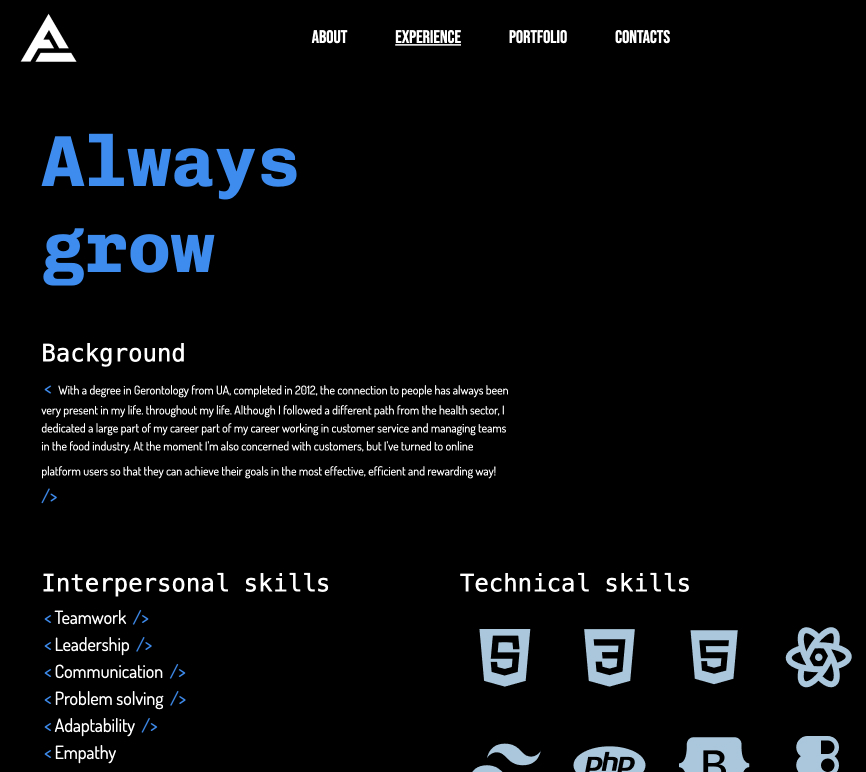 ABOUT EXPERIENCE PORTFOLIO CONTACTS
Always
grow
Background
< With a degree in Gerontology from UA, completed in 2012, the connection to people has always been
very present in my life. throughout my life. Although I followed a different path from the health sector, I
dedicated a large part of my career part of my career working in customer service and managing teams
in the food industry. At the moment I'm also concerned with customers, but I've turned to online
platform users so that they can achieve their goals in the most effective, efficient and rewarding way!
/>
Interpersonal skills
< Teamwork />
< Leadership />
< Communication />
< Problem solving />
< Adaptability />
< Empathy
Technical skills
5 3 5
php B